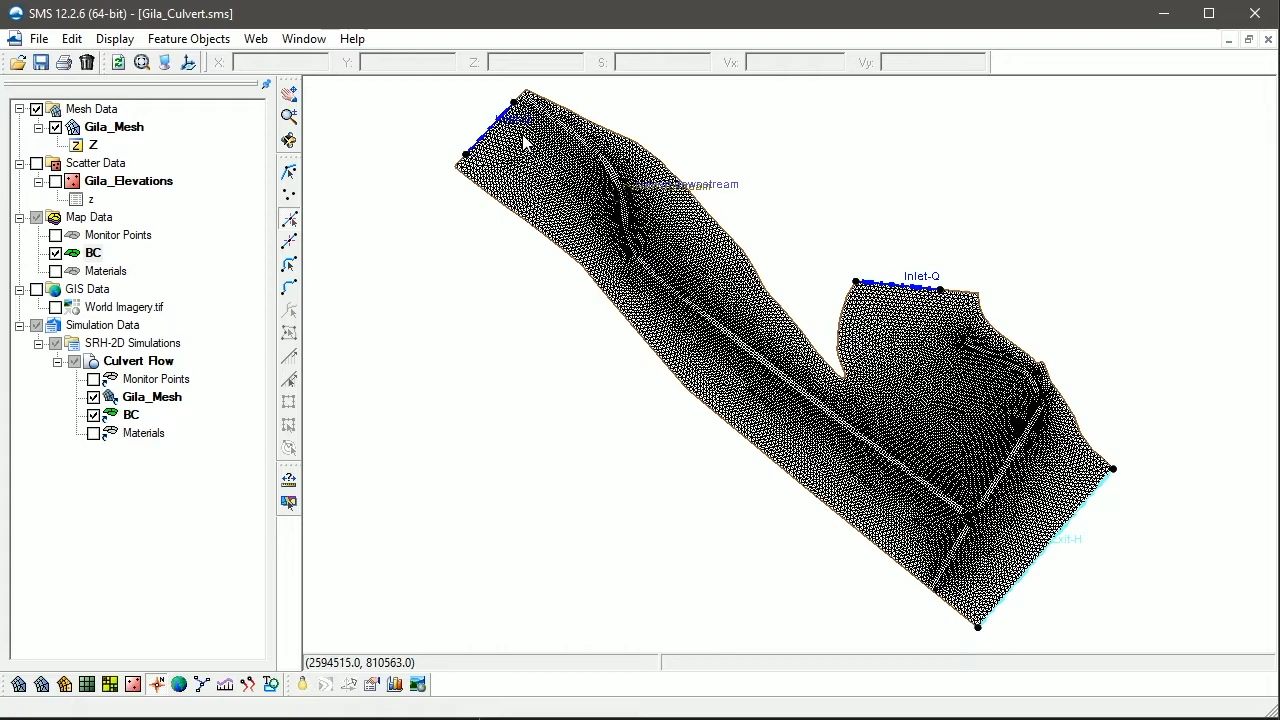 SMS 12.2.6 (64-bit) - [Gila_Culvert.sms]
File Edit Display Feature Objects Web Window Help
X: Y: Z: S: Vx: Vy:
Mesh Data
Gila_Mesh
Z
Scatter Data
Gila_Elevations
z
Map Data
Monitor Points
BC
Materials
GIS Data
World Imagery.tif
Simulation Data
SRH-2D Simulations
Culvert Flow
Monitor Points
Gila_Mesh
BC
Materials
Inlet-Q
Exit-H
(2594515.0, 810563.0)